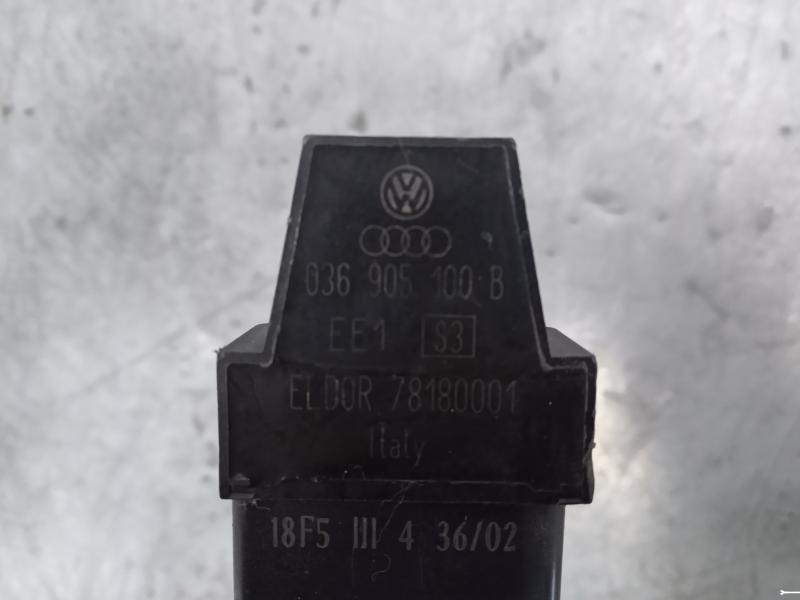 036 905 100 B
EE1 S3
ELDOR 78180001
Italy
18F5 III 4 36/02